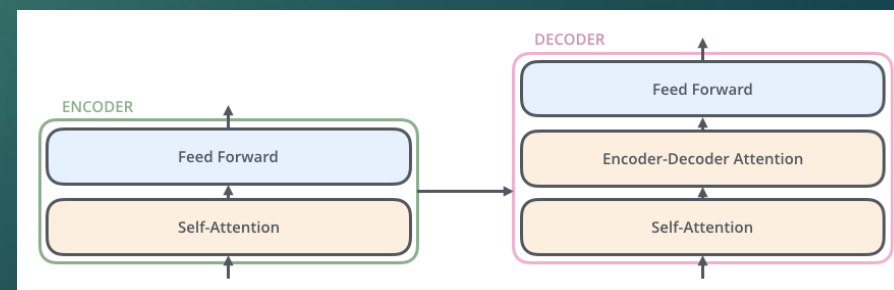 ENCODER
Feed Forward
Self-Attention
DECODER
Feed Forward
Encoder-Decoder Attention
Self-Attention